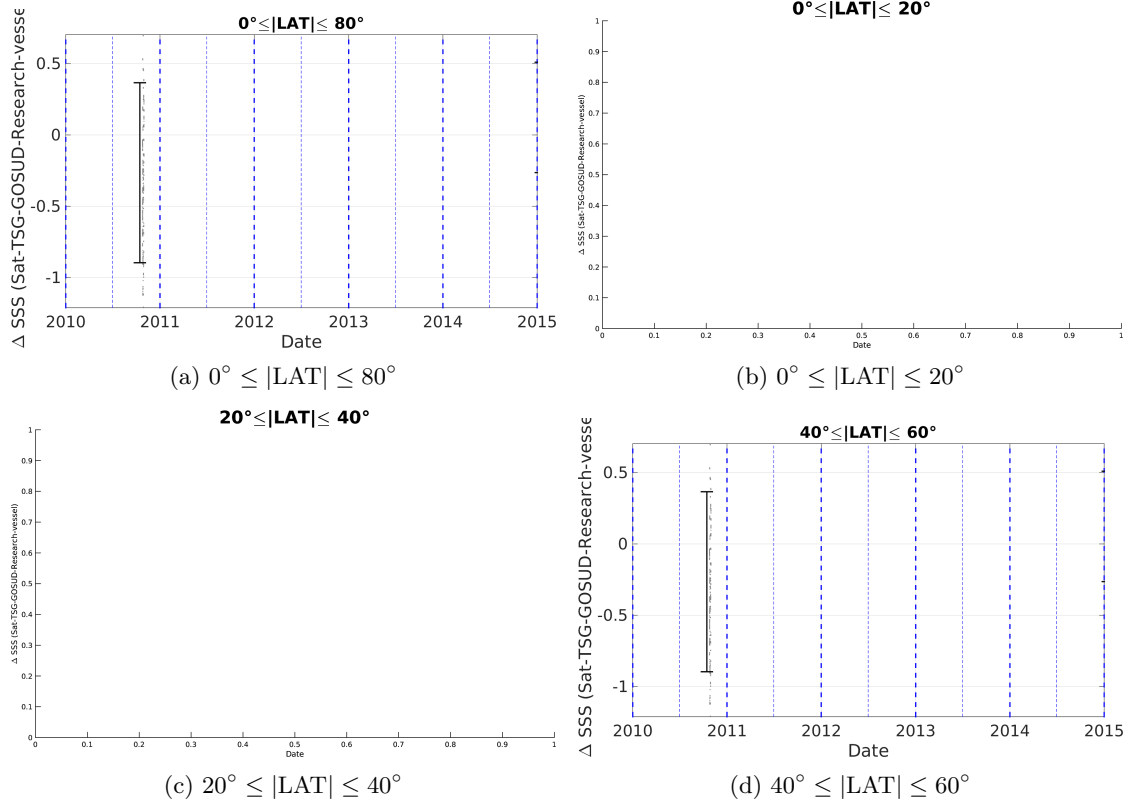 0°≤|LAT|≤ 80°
Δ SSS (Sat-TSG-GOSUD-Research-vesse
0.5
0
-0.5
-1
2010 2011 2012 2013 2014 2015
Date
(a) 0° ≤ |LAT| ≤ 80°
0°≤|LAT|≤ 20°
Δ SSS (Sat-TSG-GOSUD-Research-vessel)
1
0.9
0.8
0.7
0.6
0.5
0.4
0.3
0.2
0.1
0
0 0.1 0.2 0.3 0.4 0.5 0.6 0.7 0.8 0.9 1
Date
(b) 0° ≤ |LAT| ≤ 20°
20°≤|LAT|≤ 40°
Δ SSS (Sat-TSG-GOSUD-Research-vessel)
1
0.9
0.8
0.7
0.6
0.5
0.4
0.3
0.2
0.1
0
0 0.1 0.2 0.3 0.4 0.5 0.6 0.7 0.8 0.9 1
Date
(c) 20° ≤ |LAT| ≤ 40°
40°≤|LAT|≤ 60°
Δ SSS (Sat-TSG-GOSUD-Research-vesse
0.5
0
-0.5
-1
2010 2011 2012 2013 2014 2015
Date
(d) 40° ≤ |LAT| ≤ 60°